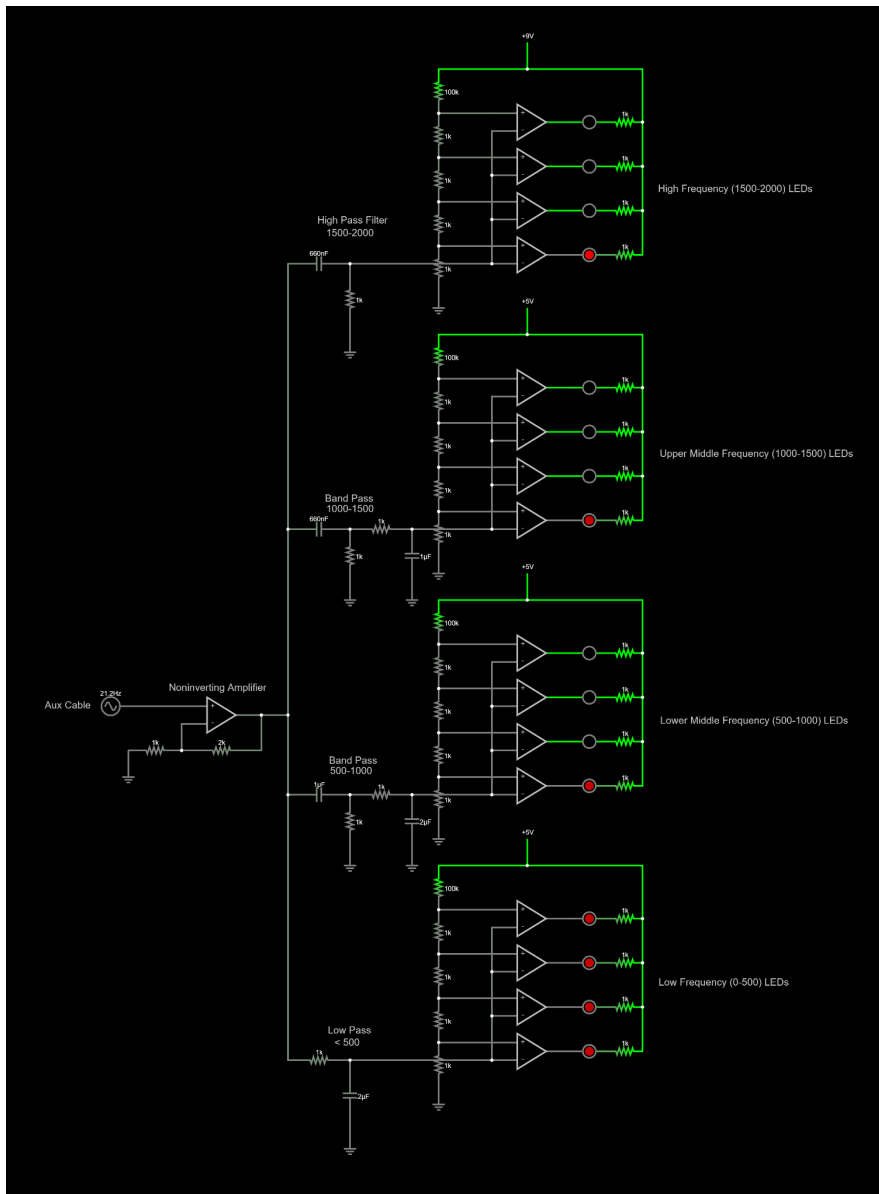 +9V
100k
1k
1k
1k
1k
1k
1k
1k
1k
High Frequency (1500-2000) LEDs
High Pass Filter
1500-2000
660nF
1k
+5V
100k
1k
1k
1k
1k
1k
1k
1k
1k
Upper Middle Frequency (1000-1500) LEDs
Band Pass
1000-1500
660nF
1k
1k
1µF
+5V
100k
1k
1k
1k
1k
1k
1k
1k
1k
Lower Middle Frequency (500-1000) LEDs
Aux Cable
21.2Hz
Noninverting Amplifier
1k
2k
Band Pass
500-1000
1µF
1k
1k
2µF
+5V
100k
1k
1k
1k
1k
1k
1k
1k
1k
Low Frequency (0-500) LEDs
Low Pass
< 500
1k
2µF